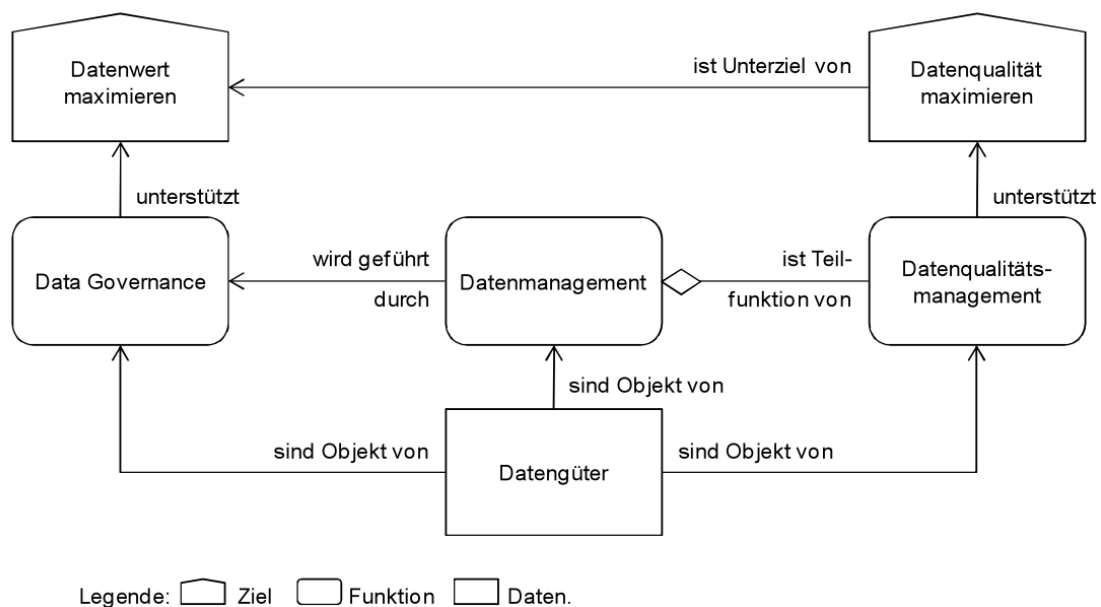 Datenwert
maximieren
ist Unterziel von
Datenqualität
maximieren
unterstützt
unterstützt
Data Governance
wird geführt
durch
Datenmanagement
ist Teil-
funktion von
Datenqualitäts-
management
sind Objekt von
sind Objekt von
Datengüter
sind Objekt von
Legende: Ziel Funktion Daten.